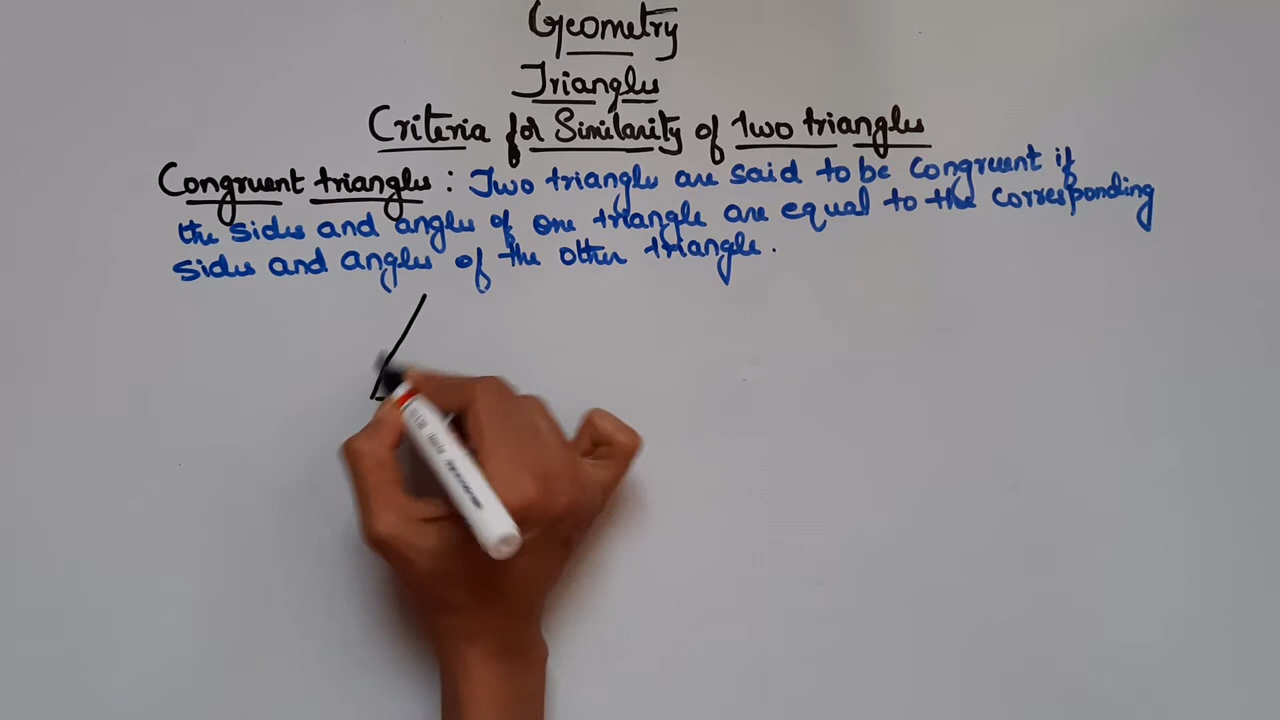 Geometry
Triangles
Criteria for Similarity of Two triangles
Congruent triangles : Two triangles are said to be Congruent if
the sides and angles of one triangle are equal to the corresponding
sides and angles of the other triangle.